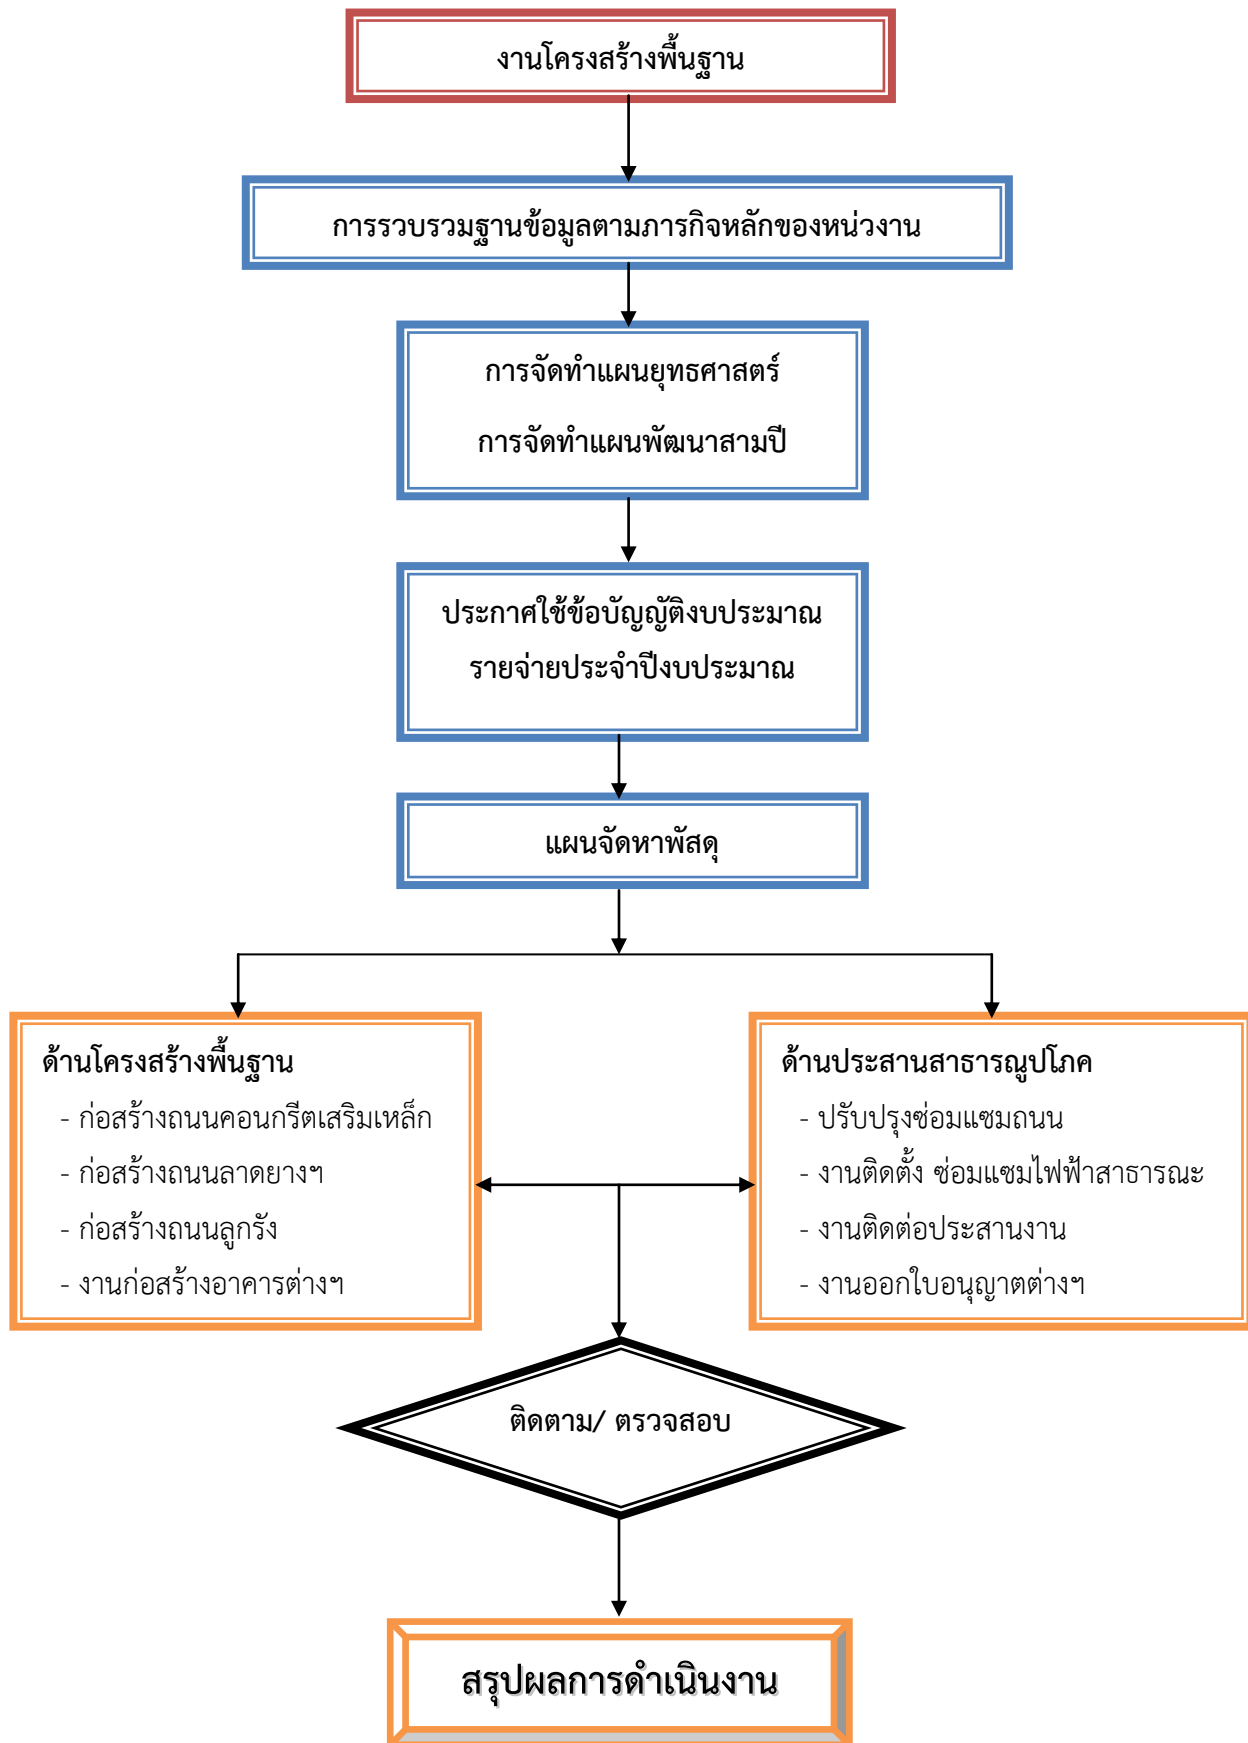 งานโครงสร้างพื้นฐาน
การรวบรวมฐานข้อมูลตามภารกิจหลักของหน่วงาน
การจัดทำแผนยุทธศาสตร์
การจัดทำแผนพัฒนาสามปี
ประกาศใช้ข้อบัญญัติงบประมาณ
รายจ่ายประจำปีงบประมาณ
แผนจัดหาพัสดุ
ด้านโครงสร้างพื้นฐาน
- ก่อสร้างถนนคอนกรีตเสริมเหล็ก
- ก่อสร้างถนนลาดยางฯ
- ก่อสร้างถนนลูกรัง
- งานก่อสร้างอาคารต่างฯ
ด้านประสานสาธารณูปโภค
- ปรับปรุงซ่อมแซมถนน
- งานติดตั้ง ซ่อมแซมไฟฟ้าสาธารณะ
- งานติดต่อประสานงาน
- งานออกใบอนุญาตต่างฯ
ติดตาม/ ตรวจสอบ
สรุปผลการดำเนินงาน